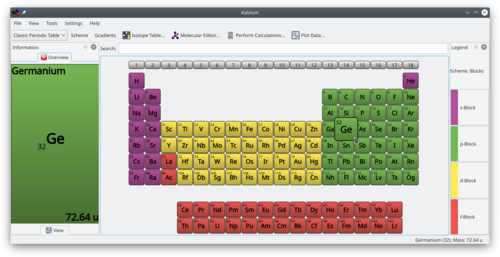 Kalzium
File View Tools Settings Help
Classic Periodic Table Scheme Gradients Isotope Table... Molecular Editor... Perform Calculations... Plot Data...
Information Search: Legend
Overview
Germanium
32 Ge
72.64 u
View
1 2 3 4 5 6 7 8 9 10 11 12 13 14 15 16 17 18
H He
Li Be B C N O F Ne
Na Mg Al Si P S Cl Ar
K Ca Sc Ti V Cr Mn Fe Co Ni Cu Zn Ga 32 Ge As Se Br Kr
Rb Sr Y Zr Nb Mo Tc Ru Rh Pd Ag Cd In Sn Sb Te I Xe
Cs Ba La Hf Ta W Re Os Ir Pt Au Hg Tl Pb Bi Po At Rn
Fr Ra Ac Rf Db Sg Bh Hs Mt Ds Rg Cn Nh Fl Mc Lv Ts Og
Ce Pr Nd Pm Sm Eu Gd Tb Dy Ho Er Tm Yb Lu
Th Pa U Np Pu Am Cm Bk Cf Es Fm Md No Lr
Scheme: Blocks
s-Block
p-Block
d-Block
f-Block
Germanium (32), Mass: 72.64 u